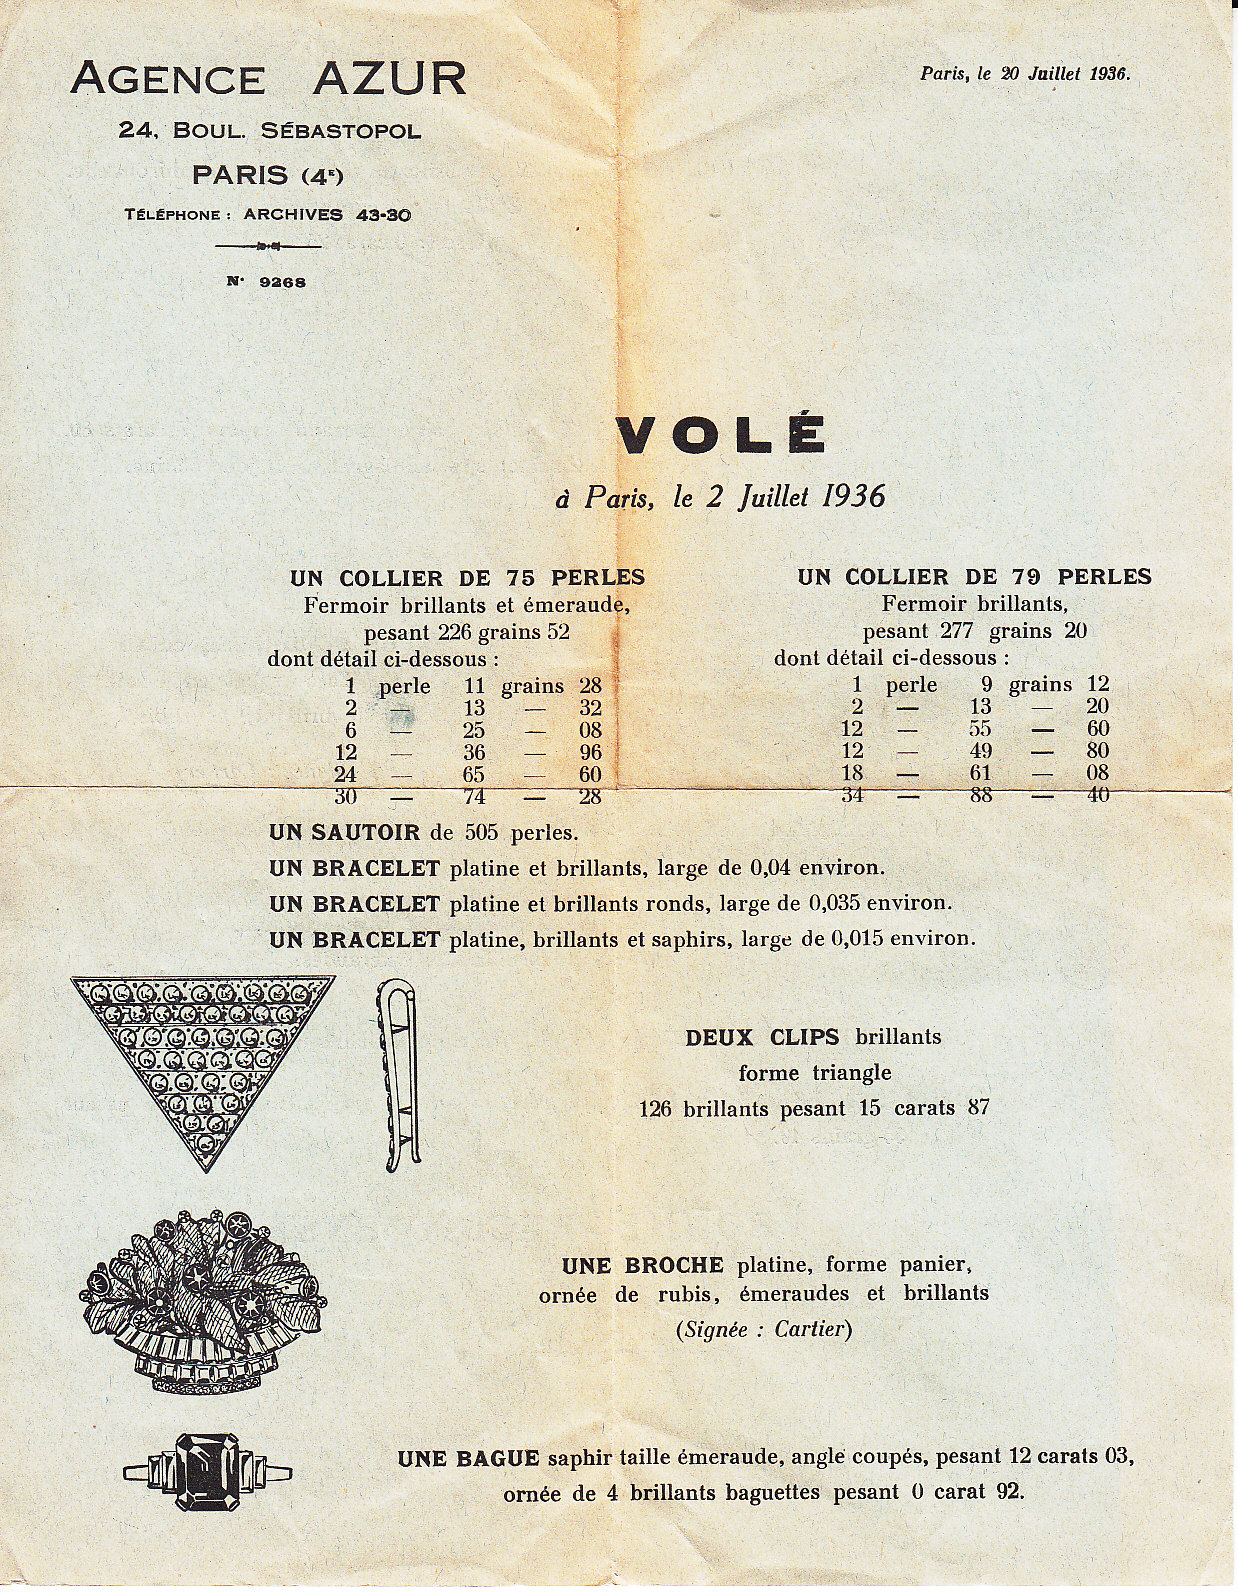 AGENCE AZUR
24, BOUL. SÉBASTOPOL
PARIS (4E)
TÉLÉPHONE : ARCHIVES 43-30
N° 9268
Paris, le 20 Juillet 1936.
VOLÉ
à Paris, le 2 Juillet 1936
UN COLLIER DE 75 PERLES
Fermoir brillants et émeraude,
pesant 226 grains 52
dont détail ci-dessous :
1 perle 11 grains 28
2 — 13 — 32
6 — 25 — 08
12 — 36 — 96
24 — 65 — 60
30 — 74 — 28
UN COLLIER DE 79 PERLES
Fermoir brillants,
pesant 277 grains 20
dont détail ci-dessous :
1 perle 9 grains 12
2 — 13 — 20
12 — 55 — 60
12 — 49 — 80
18 — 61 — 08
34 — 88 — 40
UN SAUTOIR de 505 perles.
UN BRACELET platine et brillants, large de 0,04 environ.
UN BRACELET platine et brillants ronds, large de 0,035 environ.
UN BRACELET platine, brillants et saphirs, large de 0,015 environ.
DEUX CLIPS brillants
forme triangle
126 brillants pesant 15 carats 87
UNE BROCHE platine, forme panier,
ornée de rubis, émeraudes et brillants
(Signée : Cartier)
UNE BAGUE saphir taille émeraude, angle coupés, pesant 12 carats 03,
ornée de 4 brillants baguettes pesant 0 carat 92.